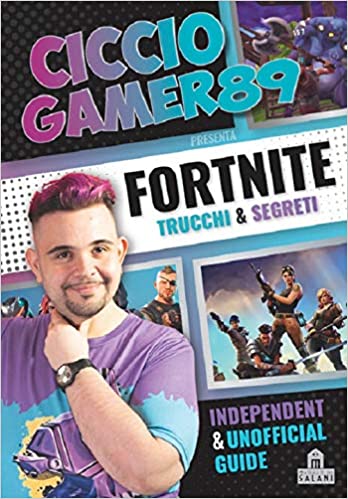 CICCIO
GAMER89
PRESENTA
FORTNITE
TRUCCHI & SEGRETI
INDEPENDENT
& UNOFFICIAL
GUIDE
SALANI